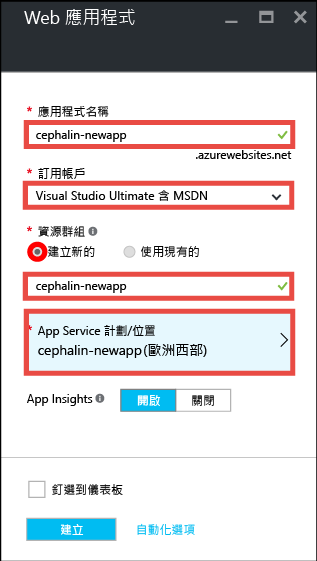 Web 應用程式
* 應用程式名稱
cephalin-newapp
.azurewebsites.net
* 訂用帳戶
Visual Studio Ultimate 含 MSDN
* 資源群組
建立新的 使用現有的
cephalin-newapp
* App Service 計劃/位置
cephalin-newapp(歐洲西部)
App Insights 開啟 關閉
釘選到儀表板
建立 自動化選項